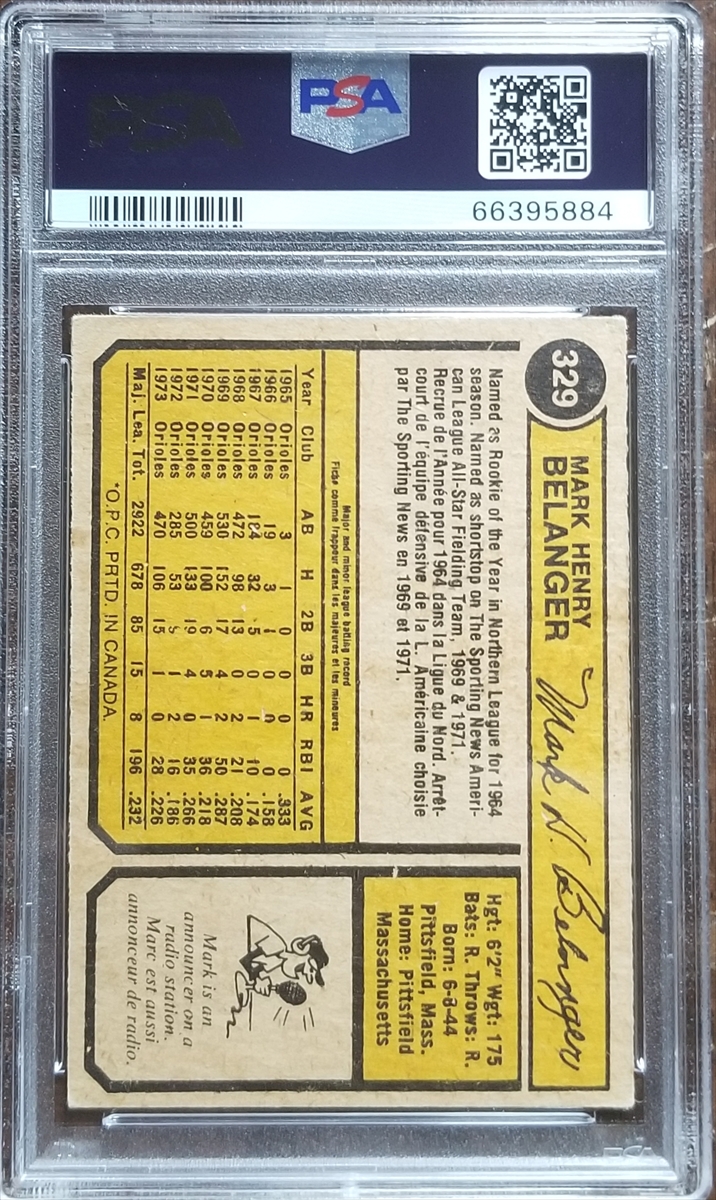 PSA
66395884
329
MARK HENRY
BELANGER
Mark H. Belanger
Named as Rookie of the Year in Northern League for 1964
season. Named as shortstop on The Sporting News Ameri-
can League All-Star Fielding Team, 1969 & 1971.
Recrue de l'Année pour 1964 dans la Ligue du Nord. Arrêt-
court de l'équipe défensive de la L. Américaine choisie
par The Sporting News en 1969 et 1971.
Hgt: 6'2" Wgt: 175
Bats: R. Throws: R.
Born: 6-8-44
Pittsfield, Mass.
Home: Pittsfield
Massachusetts
Major and minor league batting record
Fiche comme frappeur dans les majeures et les mineures
Year Club AB H 2B 3B HR RBI AVG
1965 Orioles 3 1 0 0 0 0 .333
1966 Orioles 19 3 1 0 0 0 .158
1967 Orioles 184 32 5 0 1 10 .174
1968 Orioles 472 98 13 0 2 21 .208
1969 Orioles 530 152 17 4 2 50 .287
1970 Orioles 459 100 6 5 1 36 .218
1971 Orioles 500 133 19 4 0 35 .266
1972 Orioles 285 53 9 1 2 16 .186
1973 Orioles 470 106 15 1 0 28 .226
Maj. Lea. Tot. 2922 678 85 15 8 196 .232
*O.P.C. PRTD. IN CANADA.
Mark is an
announcer on a
radio station.
Marc est aussi
annonceur de radio.